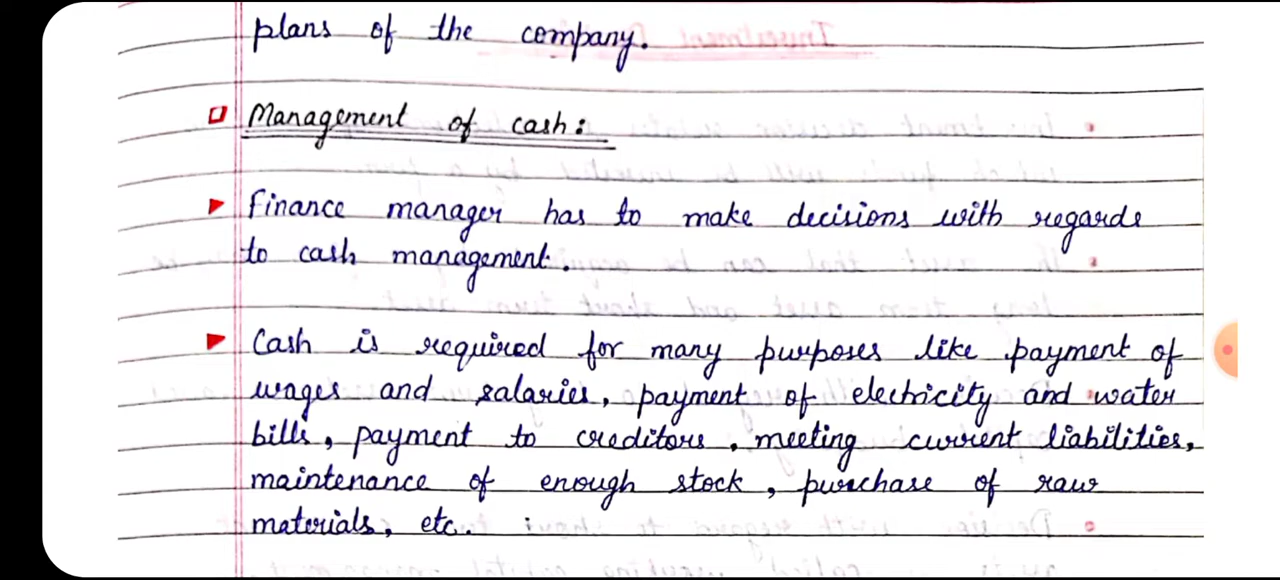 plans of the company.
Management of cash:
Finance manager has to make decisions with regards
to cash management.
Cash is required for many purposes like payment of
wages and salaries, payment of electricity and water
bills, payment to creditors, meeting current liabilities,
maintenance of enough stock, purchase of raw
materials, etc.